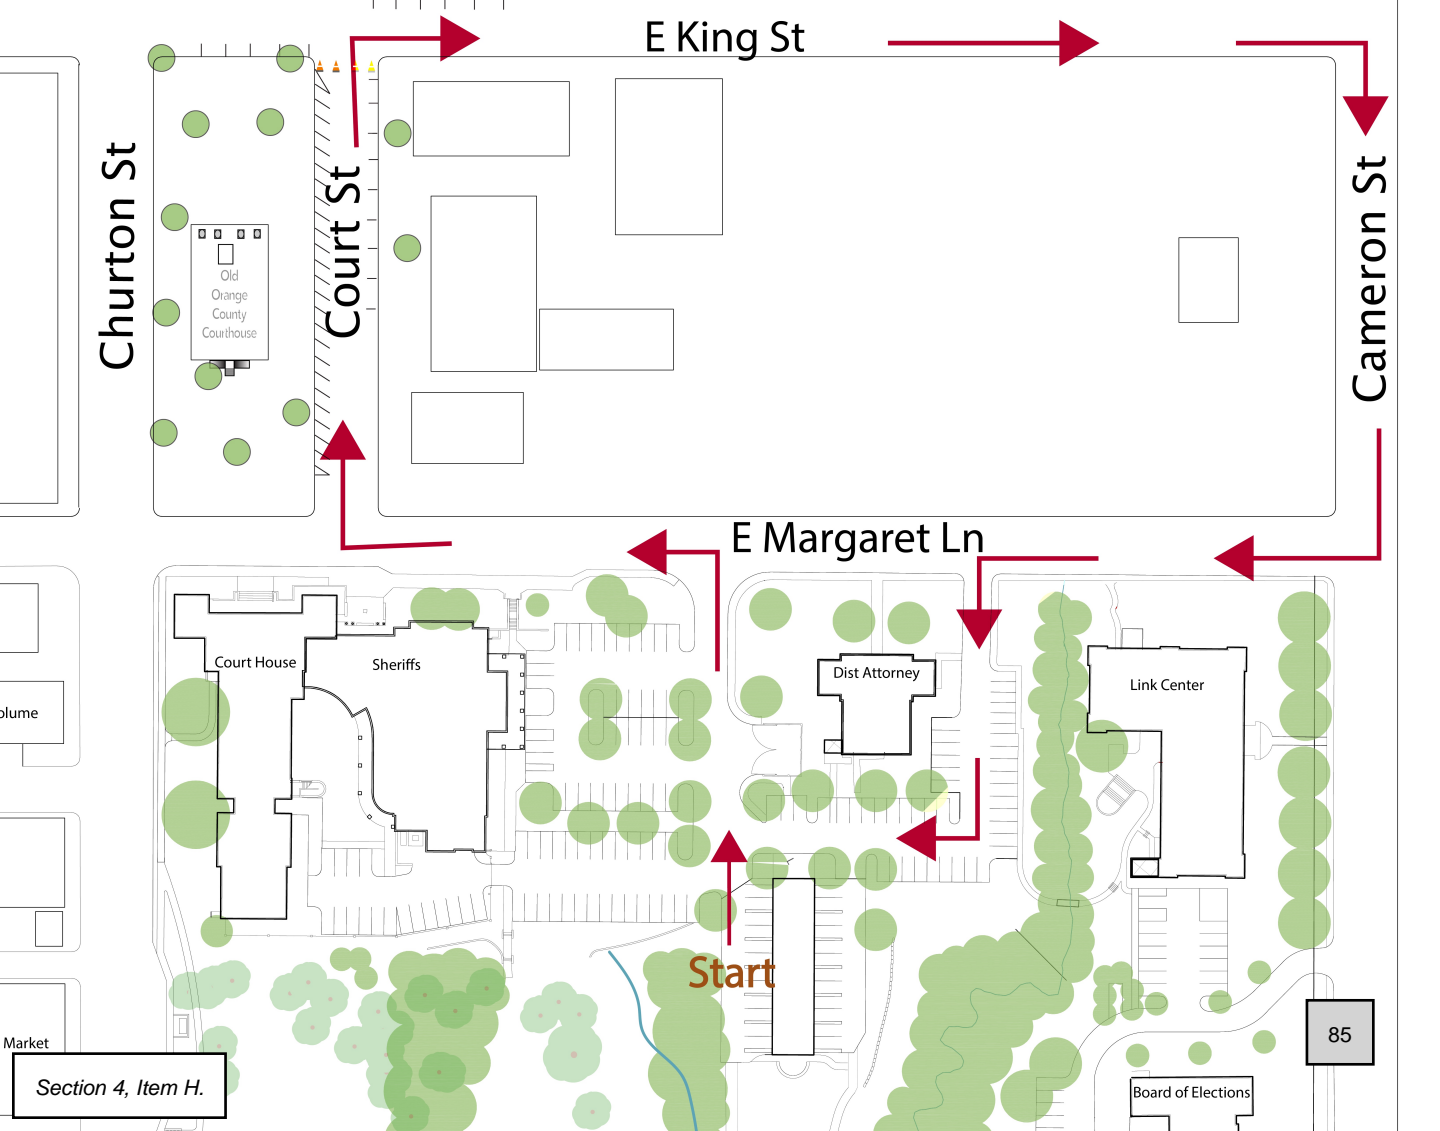 E King St
Churton St
Court St
Cameron St
Old
Orange
County
Courthouse
E Margaret Ln
Court House
Sheriffs
Dist Attorney
Link Center
olume
Start
Market
85
Section 4, Item H.
Board of Elections